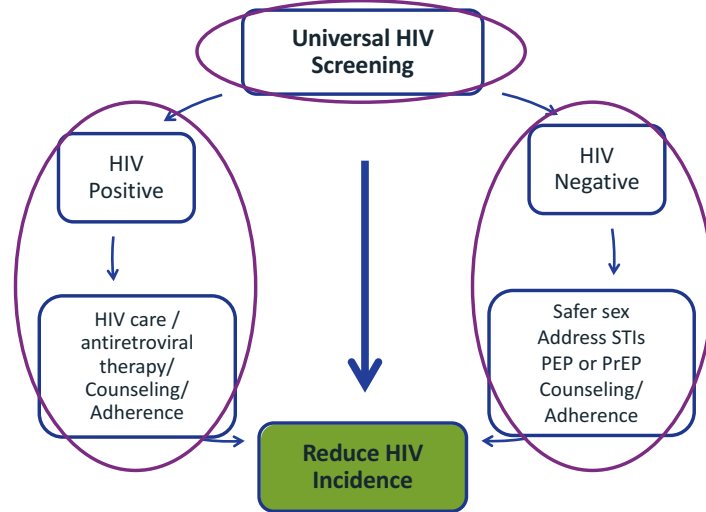 Universal HIV
Screening
HIV
Positive
HIV
Negative
HIV care /
antiretroviral
therapy/
Counseling/
Adherence
Safer sex
Address STIs
PEP or PrEP
Counseling/
Adherence
Reduce HIV
Incidence